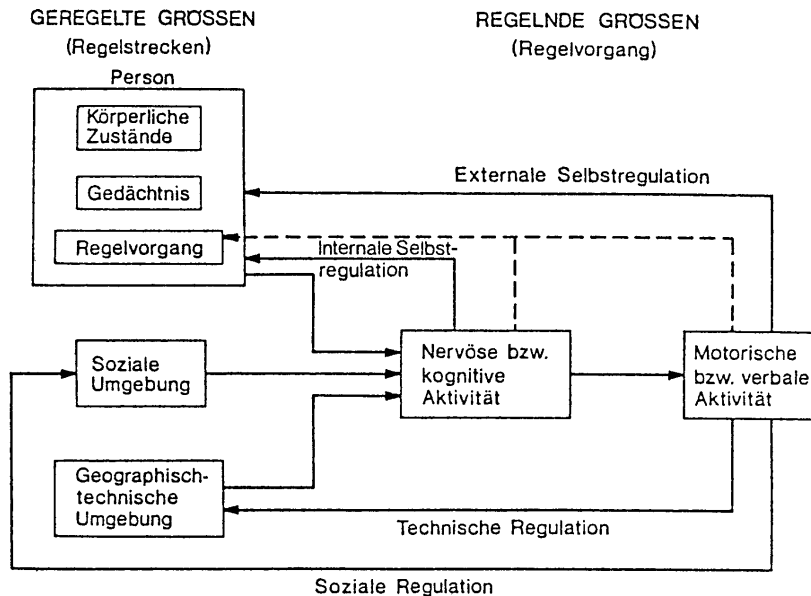 GEREGELTE GRÖSSEN
(Regelstrecken)
Person
REGELNDE GRÖSSEN
(Regelvorgang)
Körperliche
Zustände
Gedächtnis
Regelvorgang
Externale Selbstregulation
Internale Selbst-
regulation
Soziale
Umgebung
Nervöse bzw.
kognitive
Aktivität
Motorische
bzw. verbale
Aktivität
Geographisch-
technische
Umgebung
Technische Regulation
Soziale Regulation